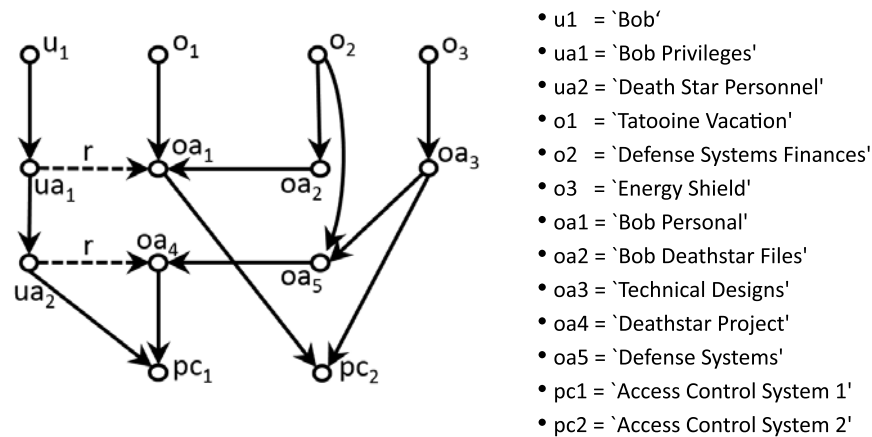 u1
o1
o2
o3
r
oa1
oa2
oa3
ua1
r
oa4
oa5
ua2
pc1
pc2
• u1 = `Bob‘
• ua1 = `Bob Privileges'
• ua2 = `Death Star Personnel'
• o1 = `Tatooine Vacation'
• o2 = `Defense Systems Finances'
• o3 = `Energy Shield'
• oa1 = `Bob Personal'
• oa2 = `Bob Deathstar Files'
• oa3 = `Technical Designs'
• oa4 = `Deathstar Project'
• oa5 = `Defense Systems'
• pc1 = `Access Control System 1'
• pc2 = `Access Control System 2'